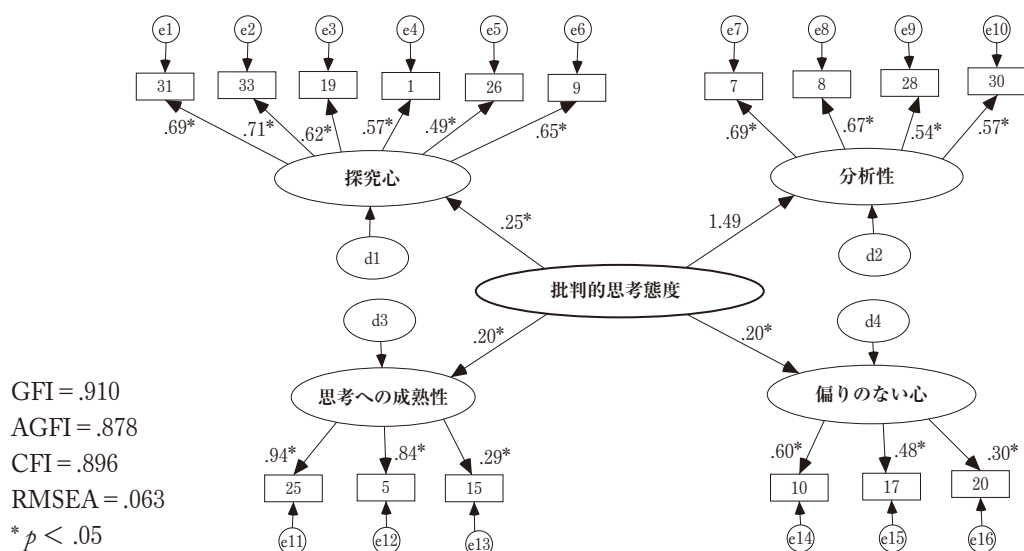 e1 e2 e3 e4 e5 e6 e7 e8 e9 e10
31 33 19 1 26 9 7 8 28 30
.69* .71* .62* .57* .49* .65* .69* .67* .54* .57*
探究心 分析性
.25* 1.49
d1 d2
批判的思考態度
d3 d4
.20* .20*
思考への成熟性 偏りのない心
.94* .84* .29* .60* .48* .30*
25 5 15 10 17 20
e11 e12 e13 e14 e15 e16
GFI = .910
AGFI = .878
CFI = .896
RMSEA = .063
* p < .05